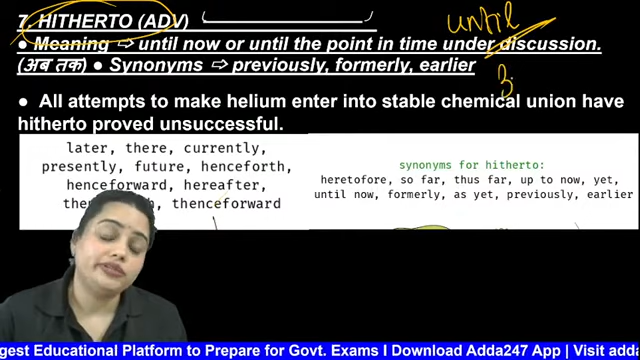 7. HITHERTO (ADV)
until
● Meaning ⇨ until now or until the point in time under discussion.
(अब तक) ● Synonyms ⇨ previously, formerly, earlier
● All attempts to make helium enter into stable chemical union have
hitherto proved unsuccessful.
later, there, currently,
presently, future, henceforth,
henceforward, hereafter,
thenceforward
synonyms for hitherto:
heretofore, so far, thus far, up to now, yet,
until now, formerly, as yet, previously, earlier
gest Educational Platform to Prepare for Govt. Exams I Download Adda247 App | Visit adda